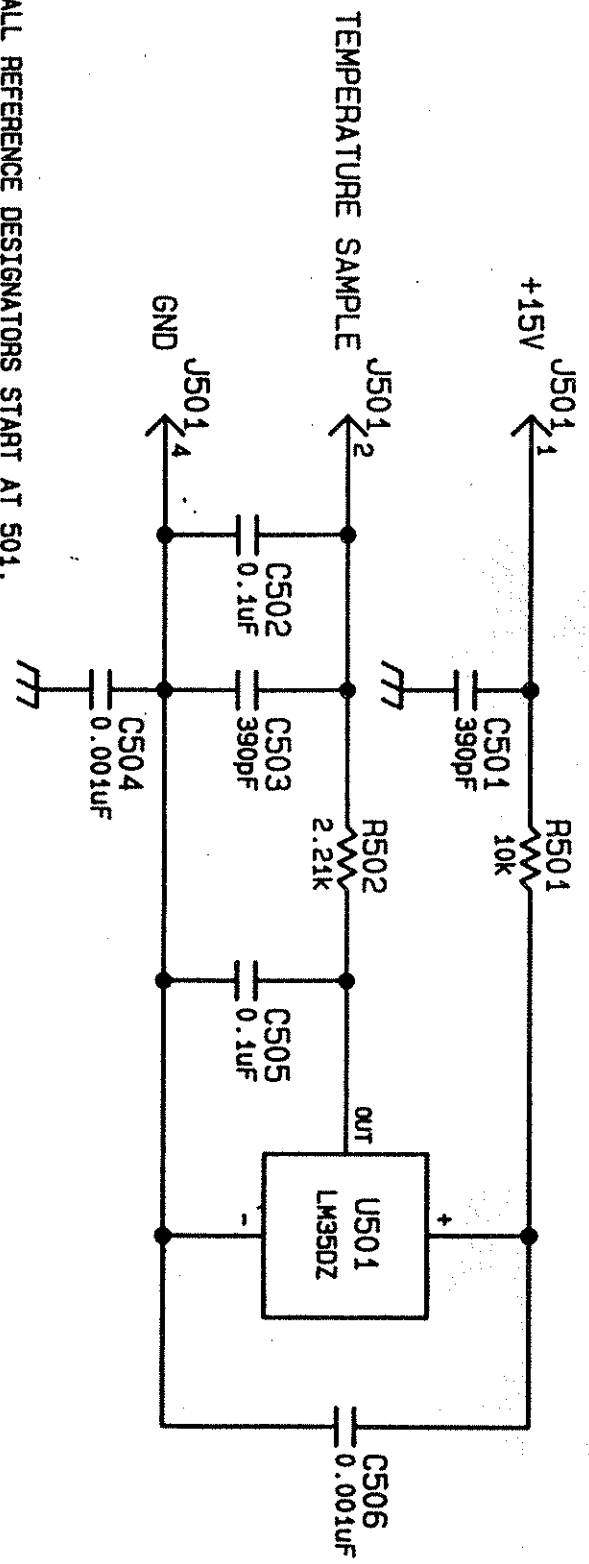 +15V
J501
1
C501
390pF
R501
10k
TEMPERATURE SAMPLE
J501
2
C502
0.1uF
C503
390pF
R502
2.21k
C505
0.1uF
OUT
+
U501
LM35DZ
-
C506
0.001uF
GND
J501
4
C504
0.001uF
ALL REFERENCE DESIGNATORS START AT 501.